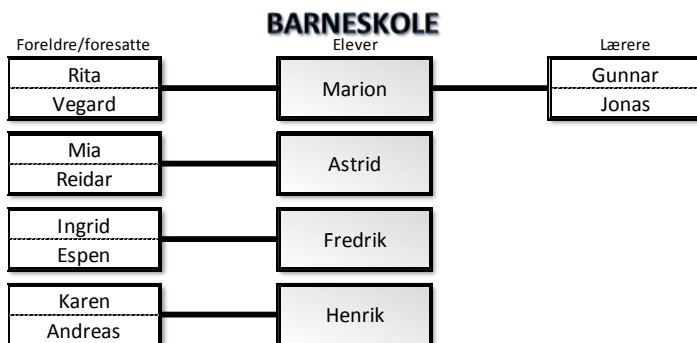 BARNESKOLE
Foreldre/foresatte Elever Lærere
Rita
Vegard
Marion
Gunnar
Jonas
Mia
Reidar
Astrid
Ingrid
Espen
Fredrik
Karen
Andreas
Henrik